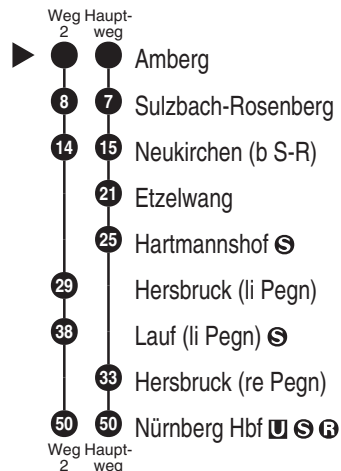 Weg Haupt-
2 weg
Amberg
8 7 Sulzbach-Rosenberg
14 15 Neukirchen (b S-R)
21 Etzelwang
25 Hartmannshof S
29 Hersbruck (li Pegn)
38 Lauf (li Pegn) S
33 Hersbruck (re Pegn)
50 50 Nürnberg Hbf U S R
Weg Haupt-
2 weg